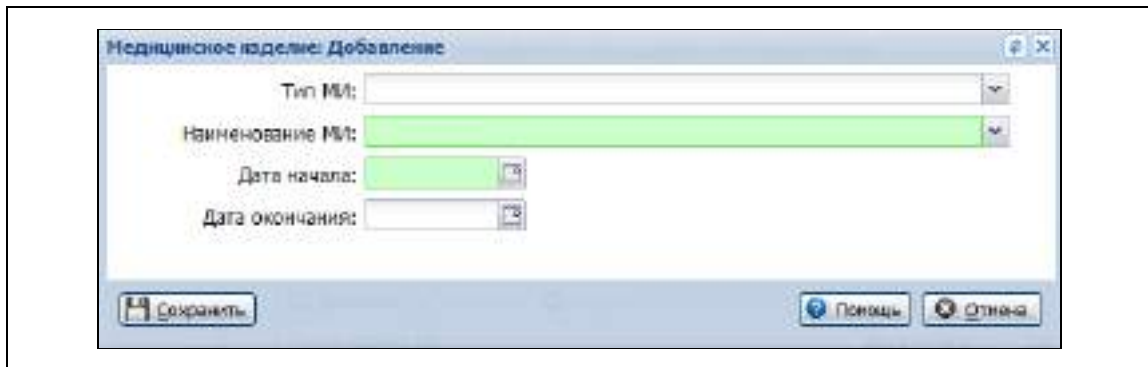 Медицинское изделие: Добавление
Тип МИ:
Наименование МИ:
Дата начала:
Дата окончания:
Сохранить
Помощь
Отмена